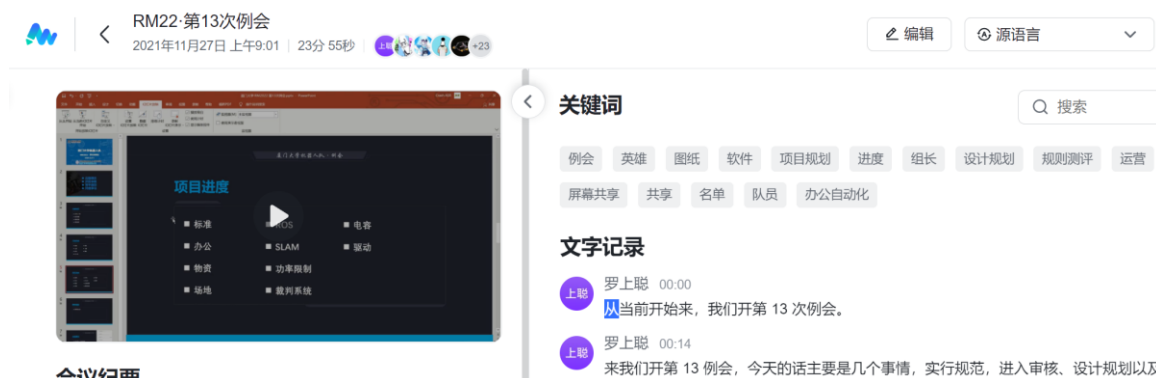 RM22·第13次例会
2021年11月27日 上午9:01 | 23分 55秒
上聪
+23
编辑
源语言
项目进度
标准
ROS
电容
办公
SLAM
驱动
物资
功率限制
场地
裁判系统
会议纪要
关键词
搜索
例会 英雄 图纸 软件 项目规划 进度 组长 设计规划 规则测评 运营
屏幕共享 共享 名单 队员 办公自动化
文字记录
上聪
罗上聪 00:00
从当前开始来，我们开第 13 次例会。
上聪
罗上聪 00:14
来我们开第 13 例会，今天的话主要是几个事情，实行规范，进入审核、设计规划以及